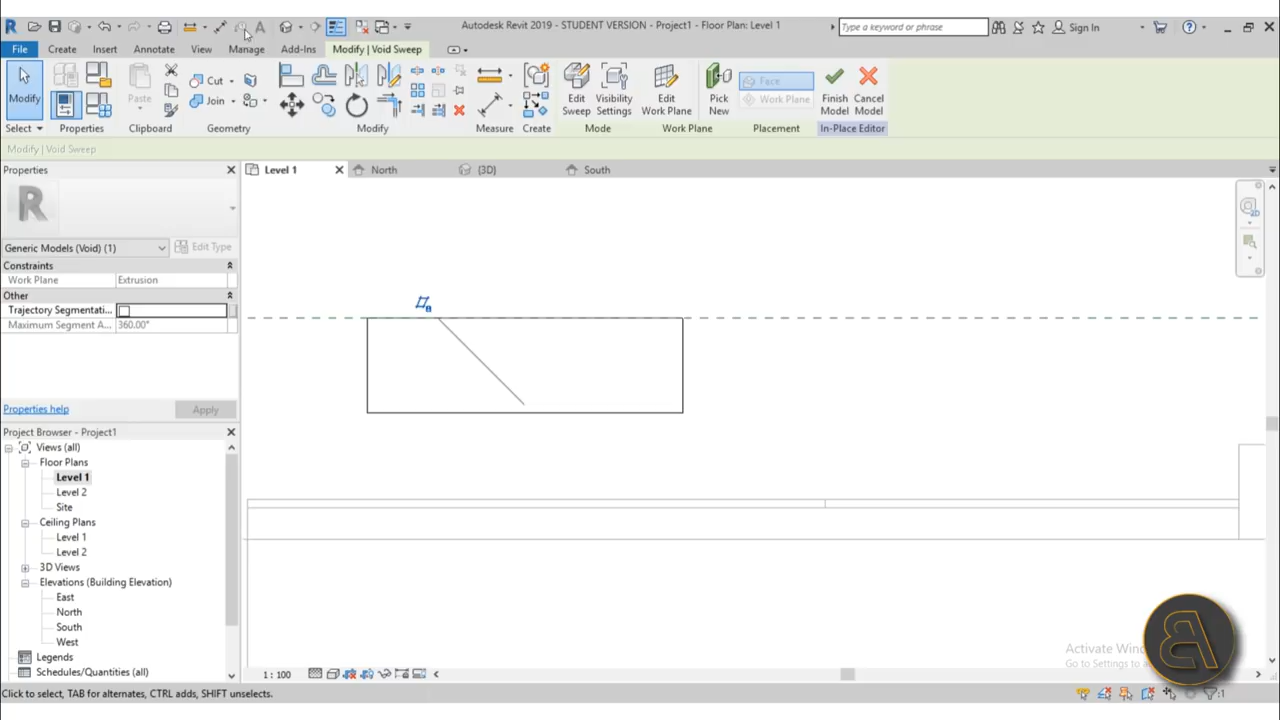 Autodesk Revit 2019 - STUDENT VERSION - Project1 - Floor Plan: Level 1
Type a keyword or phrase
Sign In
File Create Insert Annotate View Manage Add-Ins Modify | Void Sweep
Modify
Paste
Cut
Join
Edit Sweep
Visibility Settings
Edit Work Plane
Pick New
Face
Work Plane
Finish Model
Cancel Model
Select Properties Clipboard Geometry Modify Measure Create Mode Work Plane Placement In-Place Editor
Modify | Void Sweep
Properties
Level 1 North {3D} South
Generic Models (Void) (1) Edit Type
Constraints
Work Plane Extrusion
Other
Trajectory Segmentati...
Maximum Segment A... 360.00°
Properties help Apply
Project Browser - Project1
Views (all)
Floor Plans
Level 1
Level 2
Site
Ceiling Plans
Level 1
Level 2
3D Views
Elevations (Building Elevation)
East
North
South
West
Legends
Schedules/Quantities (all)
1 : 100
Activate Win
Go to Settings to a
Click to select, TAB for alternates, CTRL adds, SHIFT unselects.
:1